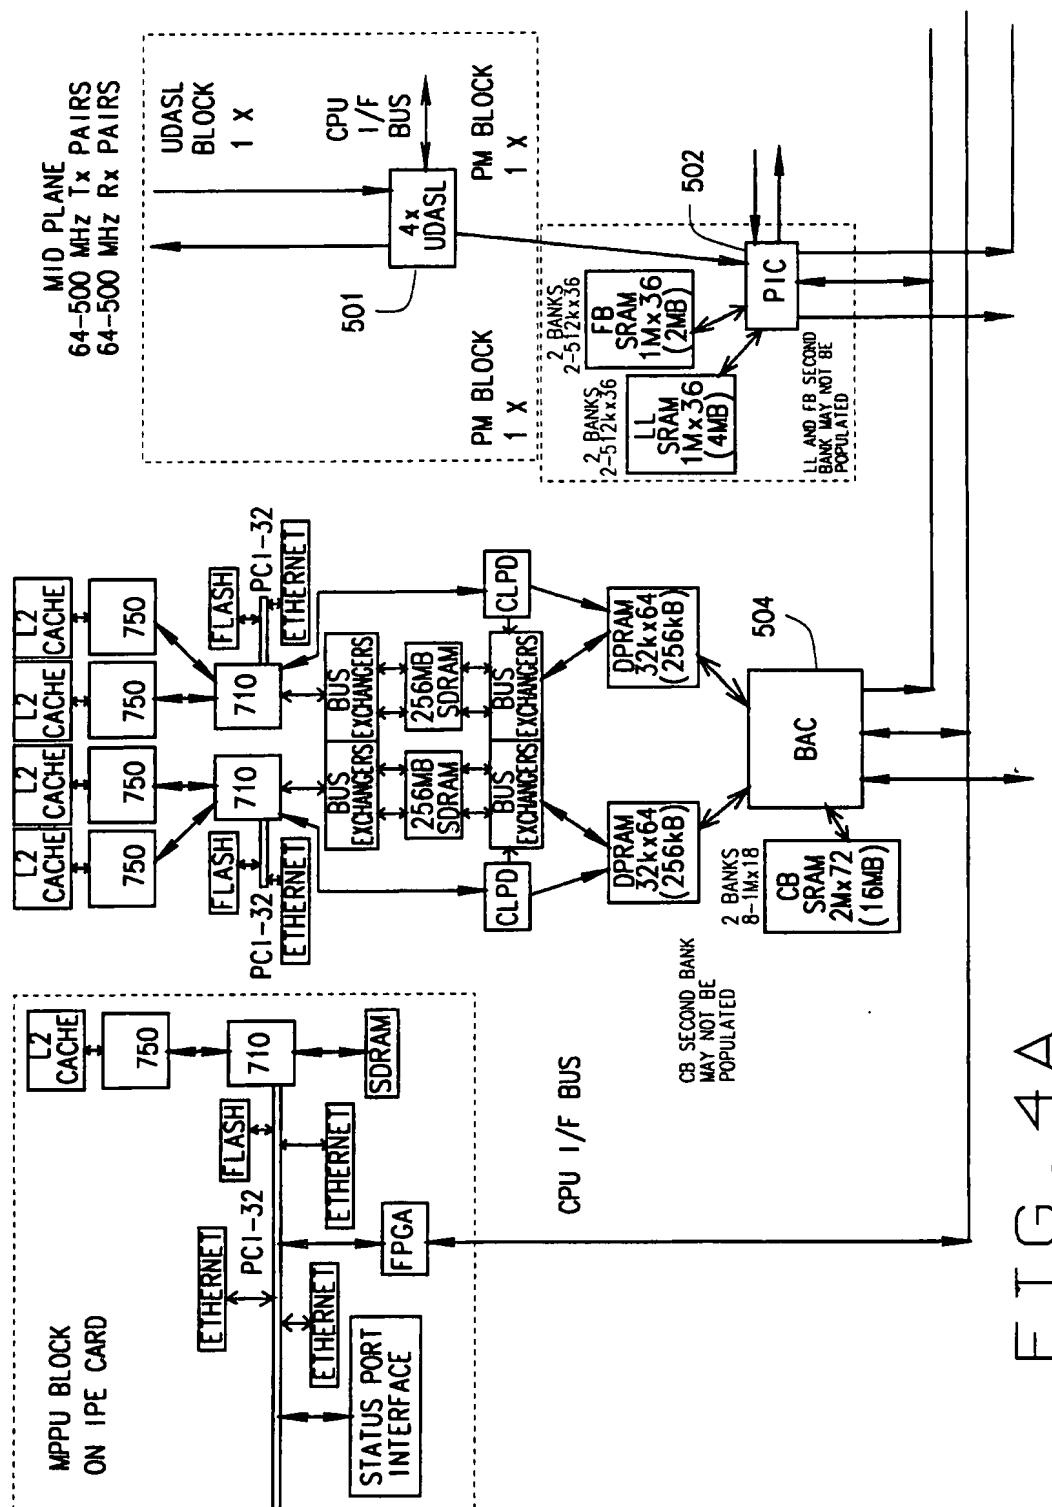 MPPU BLOCK
ON IPE CARD
L2
CACHE
750
710
SDRAM
FLASH
PCI-32
ETHERNET
ETHERNET
ETHERNET
FPGA
STATUS PORT
INTERFACE
CPU I/F BUS
L2
CACHE
L2
CACHE
L2
CACHE
L2
CACHE
750
750
750
750
710
710
FLASH
PCI-32
ETHERNET
FLASH
PCI-32
ETHERNET
BUS
EXCHANGERS
BUS
EXCHANGERS
256MB
SDRAM
256MB
SDRAM
CLPD
BUS
EXCHANGERS
BUS
EXCHANGERS
CLPD
DPRAM
32kx64
(256kB)
DPRAM
32kx64
(256kB)
CB SECOND BANK
MAY NOT BE
POPULATED
2 BANKS
8-1Mx18
CB
SRAM
2Mx72
(16MB)
BAC
504
MID PLANE
64-500 MHz Tx PAIRS
64-500 MHz Rx PAIRS
UDASL
BLOCK
1 X
CPU
I/F
BUS
4x
UDASL
501
PM BLOCK
1 X
PM BLOCK
1 X
2 BANKS
2-512kx36
FB
SRAM
1Mx36
(2MB)
2 BANKS
2-512kx36
LL
SRAM
1Mx36
(4MB)
PIC
502
LL AND FB SECOND
BANK MAY NOT BE
POPULATED
FIG. 4A